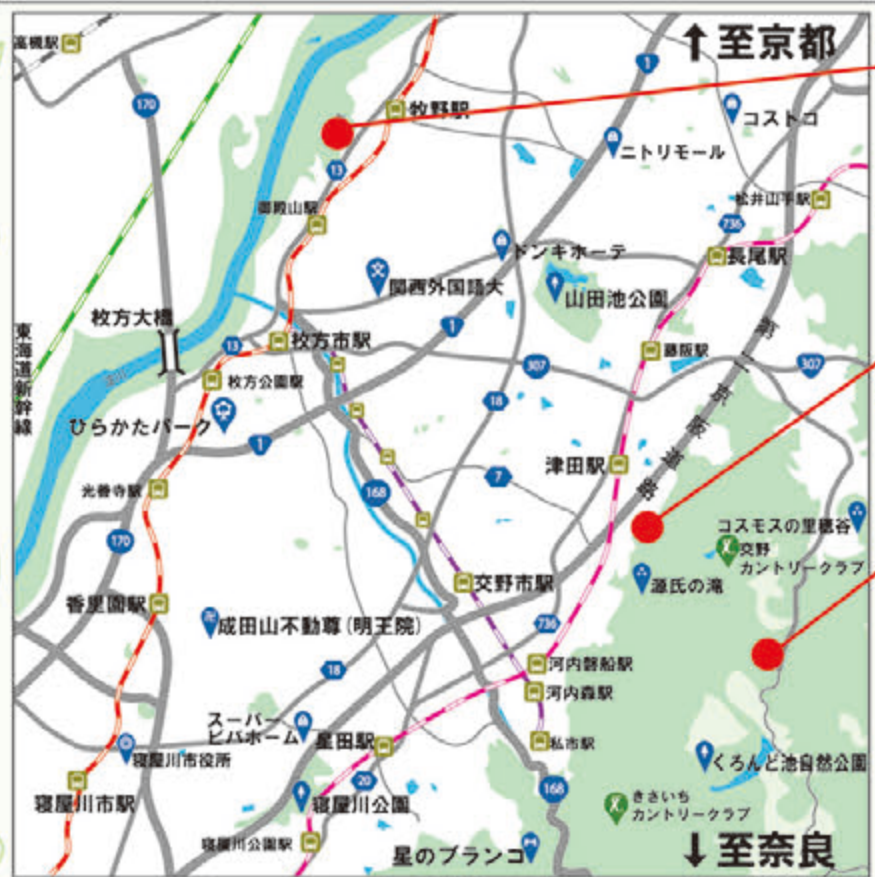 ↑至京都
高槻駅
1
170
牧野駅
コストコ
ニトリモール
13
松井山手駅
御殿山駅
736
ドンキホーテ
長尾駅
関西外国語大
山田池公園
枚方大橋
東海道新幹線
13
枚方市駅
1
藤阪駅
第二京阪道路
307
307
枚方公園駅
18
ひらかたパーク
1
津田駅
7
光善寺駅
168
コスモスの里穂谷
交野
カントリークラブ
170
源氏の滝
交野市駅
香里園駅
成田山不動尊(明王院)
736
河内磐船駅
18
河内森駅
スーパー
ビバホーム
星田駅
私市駅
寝屋川市役所
くろんど池自然公園
寝屋川市駅
20
寝屋川公園
168
きさいち
カントリークラブ
寝屋川公園駅
星のブランコ
↓至奈良